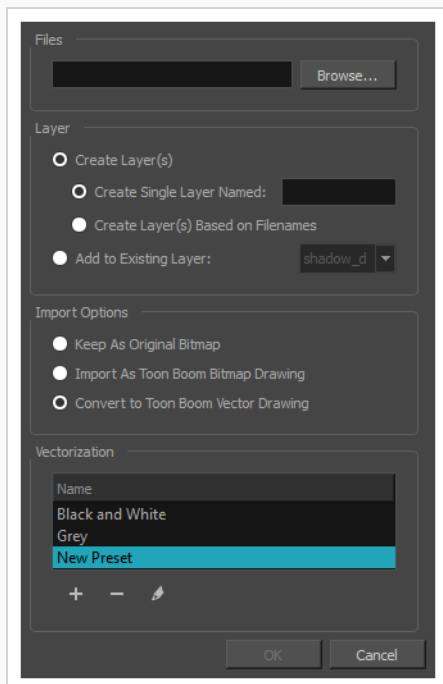 Files
Browse...
Layer
Create Layer(s)
Create Single Layer Named:
Create Layer(s) Based on Filenames
Add to Existing Layer:
shadow_d
Import Options
Keep As Original Bitmap
Import As Toon Boom Bitmap Drawing
Convert to Toon Boom Vector Drawing
Vectorization
Name
Black and White
Grey
New Preset
OK
Cancel